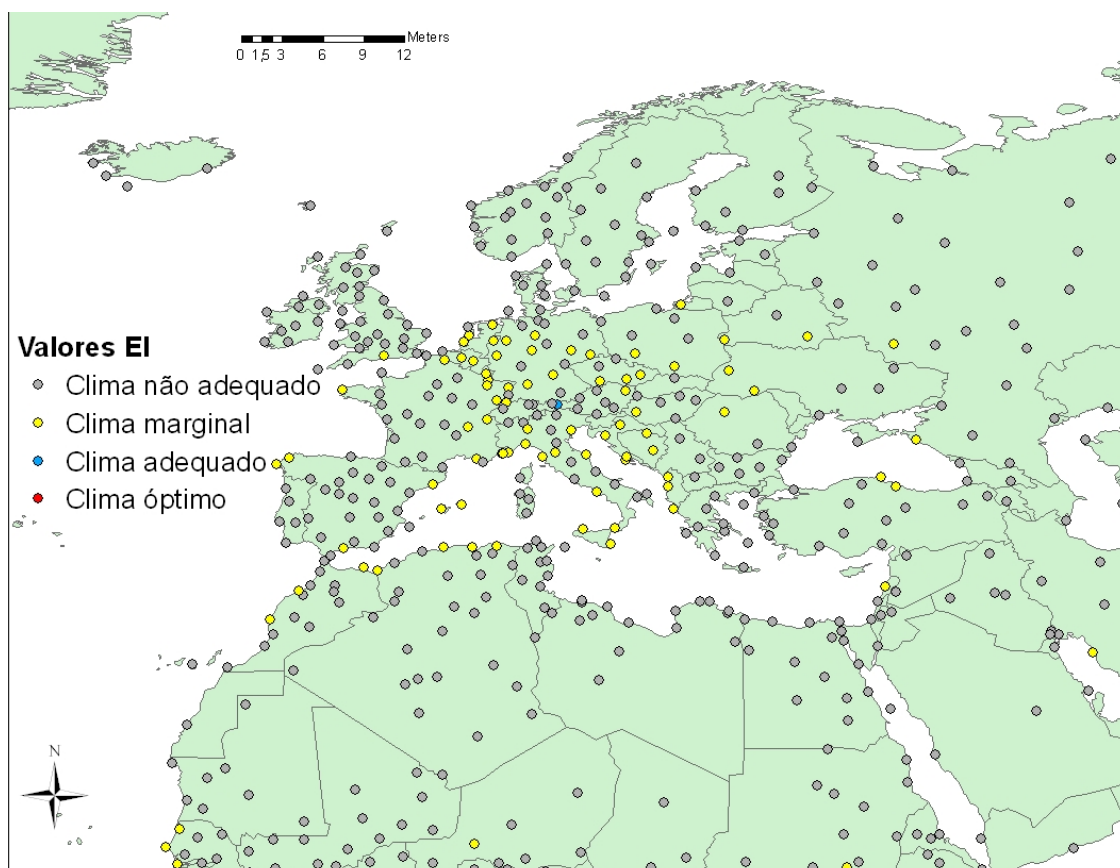 Meters
0 1,5 3 6 9 12
Valores EI
Clima não adequado
Clima marginal
Clima adequado
Clima óptimo
N